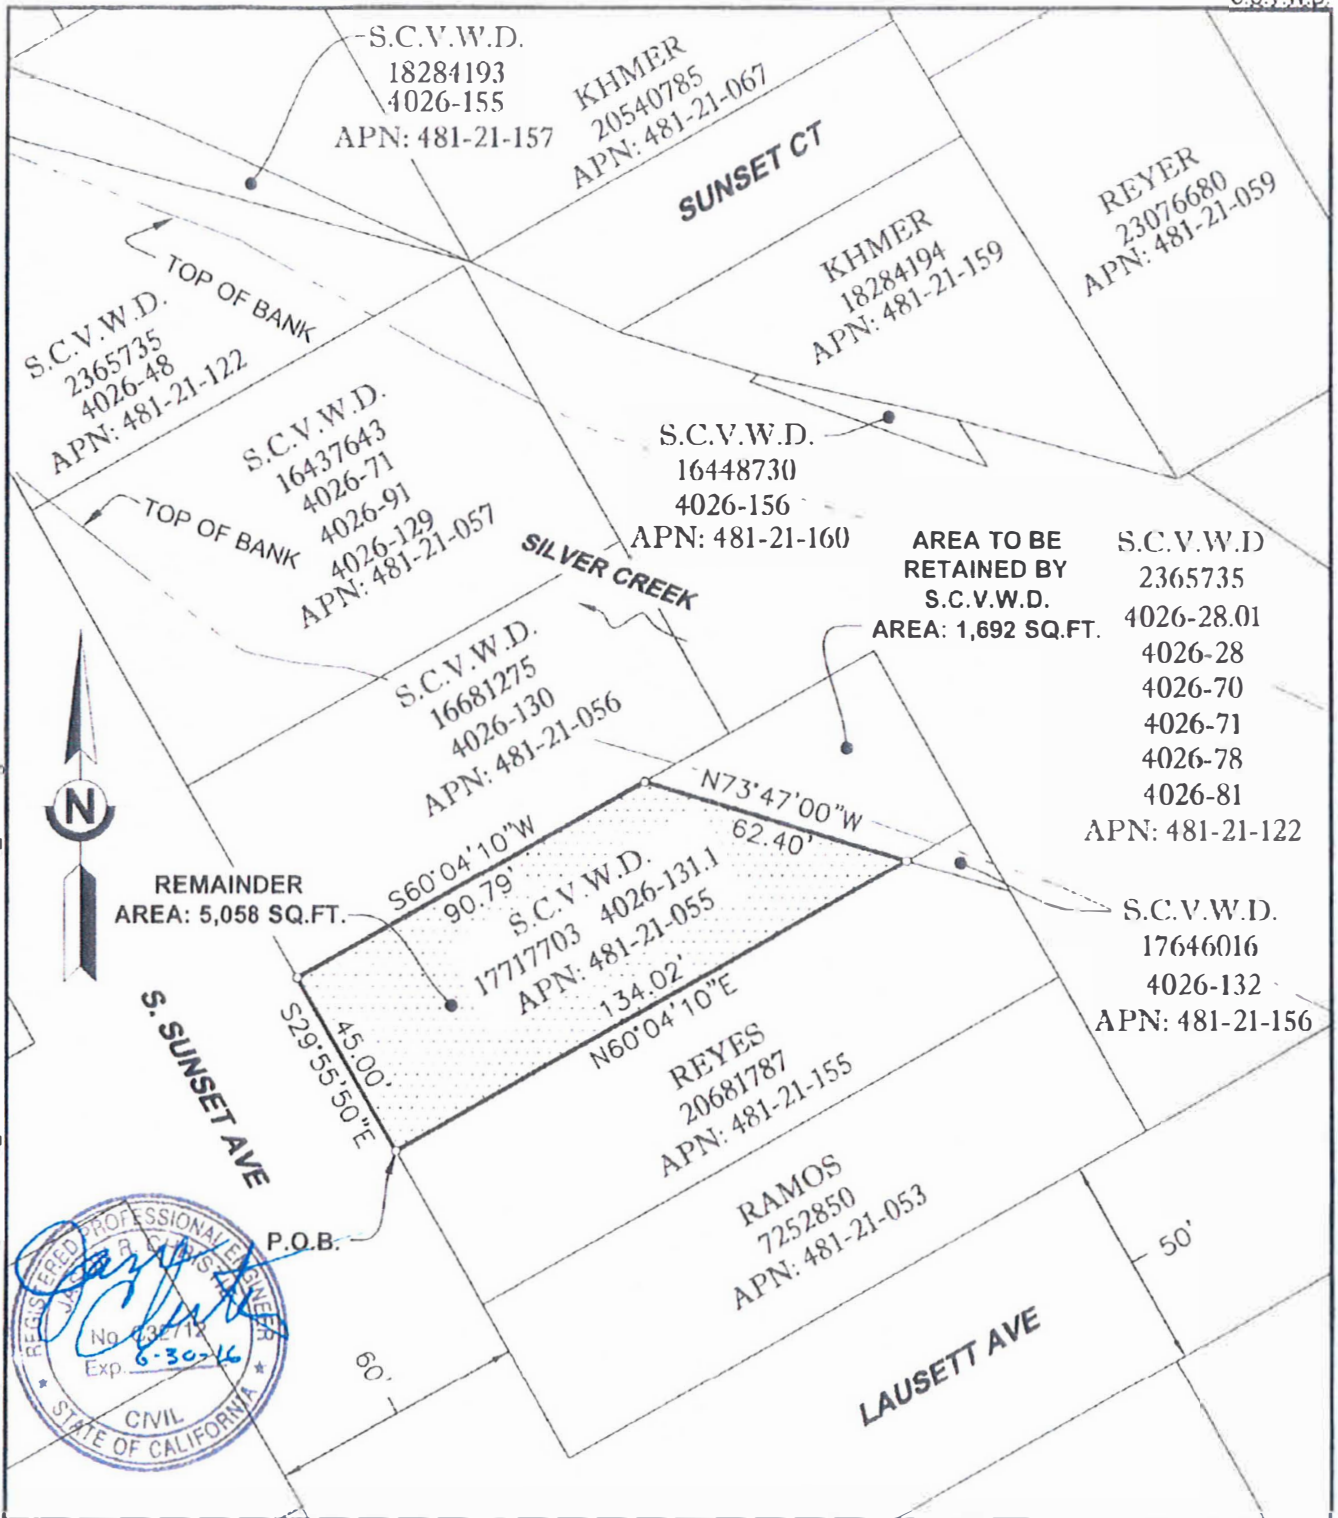 S.C.V.W.D.
18284193
4026-155
APN: 481-21-157
KHMER
20540785
APN: 481-21-067
SUNSET CT
REYER
23076680
APN: 481-21-059
KHMER
18284194
APN: 481-21-159
TOP OF BANK
S.C.V.W.D.
2365735
4026-48
APN: 481-21-122
S.C.V.W.D.
16437643
4026-71
4026-91
4026-129
APN: 481-21-057
TOP OF BANK
S.C.V.W.D.
16448730
4026-156
APN: 481-21-160
SILVER CREEK
AREA TO BE
RETAINED BY
S.C.V.W.D.
AREA: 1,692 SQ.FT.
S.C.V.W.D
2365735
4026-28.01
4026-28
4026-70
4026-71
4026-78
4026-81
APN: 481-21-122
S.C.V.W.D.
16681275
4026-130
APN: 481-21-056
N
N73°47'00"W
62.40'
S60°04'10"W
90.79'
REMAINDER
AREA: 5,058 SQ.FT.
S.C.V.W.D.
17717703 4026-131.1
APN: 481-21-055
134.02'
N60°04'10"E
S.C.V.W.D.
17646016
4026-132
APN: 481-21-156
45.00'
S29°55'50"E
S. SUNSET AVE
REYES
20681787
APN: 481-21-155
RAMOS
7252850
APN: 481-21-053
P.O.B.
50'
60'
LAUSETT AVE
REGISTERED PROFESSIONAL ENGINEER
No. C32712
Exp. 6-30-16
CIVIL
STATE OF CALIFORNIA